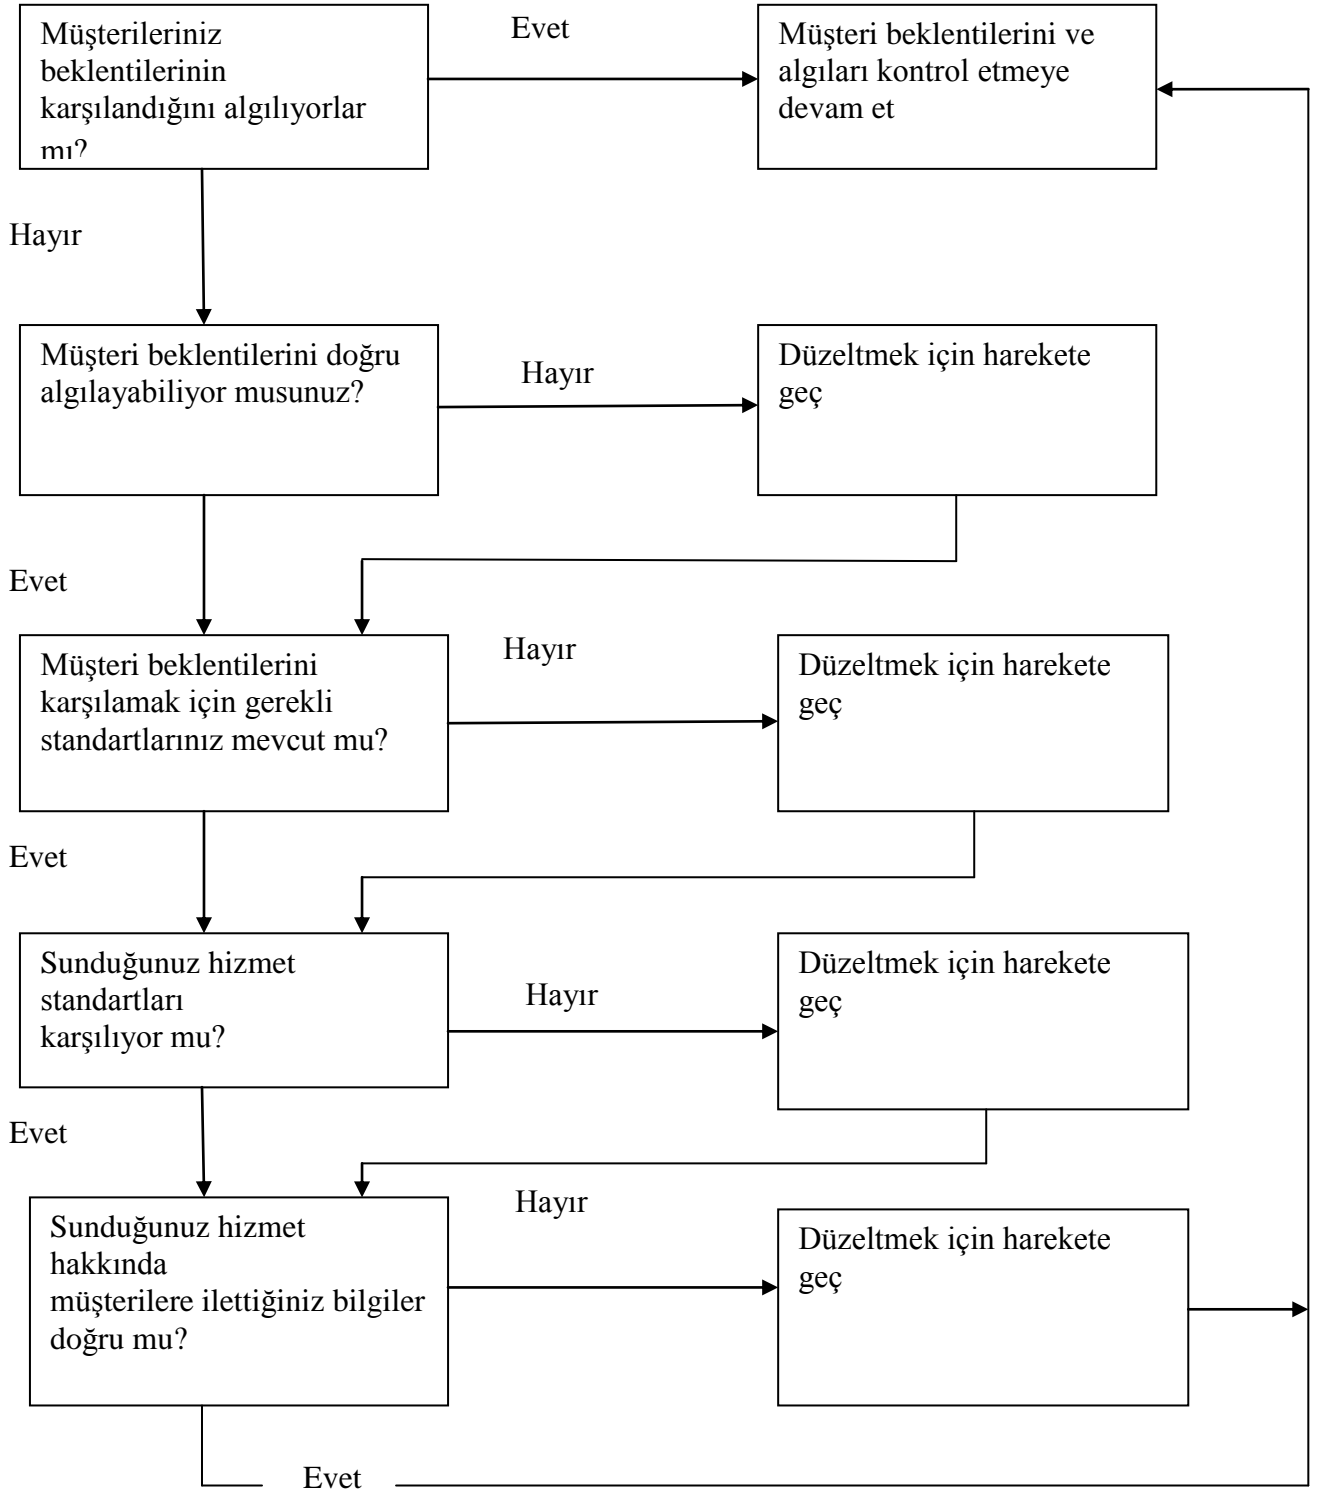 Müşterileriniz
beklentilerinin
karşılandığını algılıyorlar
mı?
Evet
Müşteri beklentilerini ve
algıları kontrol etmeye
devam et
Hayır
Müşteri beklentilerini doğru
algılayabiliyor musunuz?
Hayır
Düzeltmek için harekete
geç
Evet
Müşteri beklentilerini
karşılamak için gerekli
standartlarınız mevcut mu?
Hayır
Düzeltmek için harekete
geç
Evet
Sunduğunuz hizmet
standartları
karşılıyor mu?
Hayır
Düzeltmek için harekete
geç
Evet
Sunduğunuz hizmet
hakkında
müşterilere ilettiğiniz bilgiler
doğru mu?
Hayır
Düzeltmek için harekete
geç
Evet